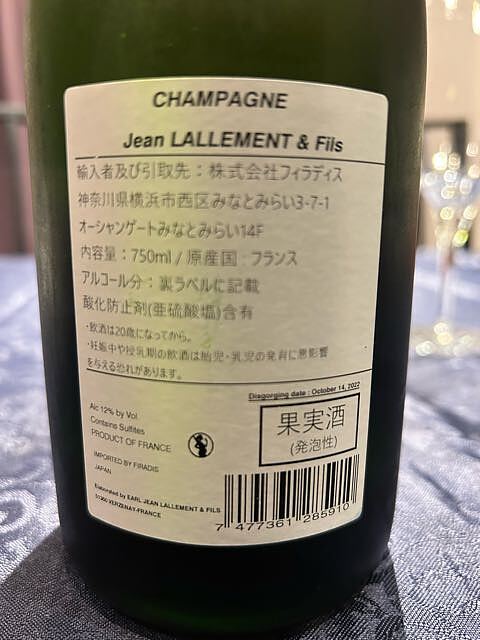 CHAMPAGNE
Jean LALLEMENT & Fils
輸入者及び引取先：株式会社フィラディス
神奈川県横浜市西区みなとみらい3-7-1
オーシャンゲートみなとみらい14F
内容量：750ml / 原産国：フランス
アルコール分：裏ラベルに記載
酸化防止剤(亜硫酸塩)含有
・飲酒は20歳になってから。
・妊娠中や授乳期の飲酒は胎児・乳児の発育に悪影響
を与える恐れがあります。
Disgorging date : October 14, 2022
Alc 12% by Vol
Contains Sulfites
PRODUCT OF FRANCE
果実酒
(発泡性)
IMPORTED BY FIRADIS
JAPAN
Elaborated by EARL JEAN LALLEMENT & FILS
51360 VERZENAY-FRANCE
7 477361 285910